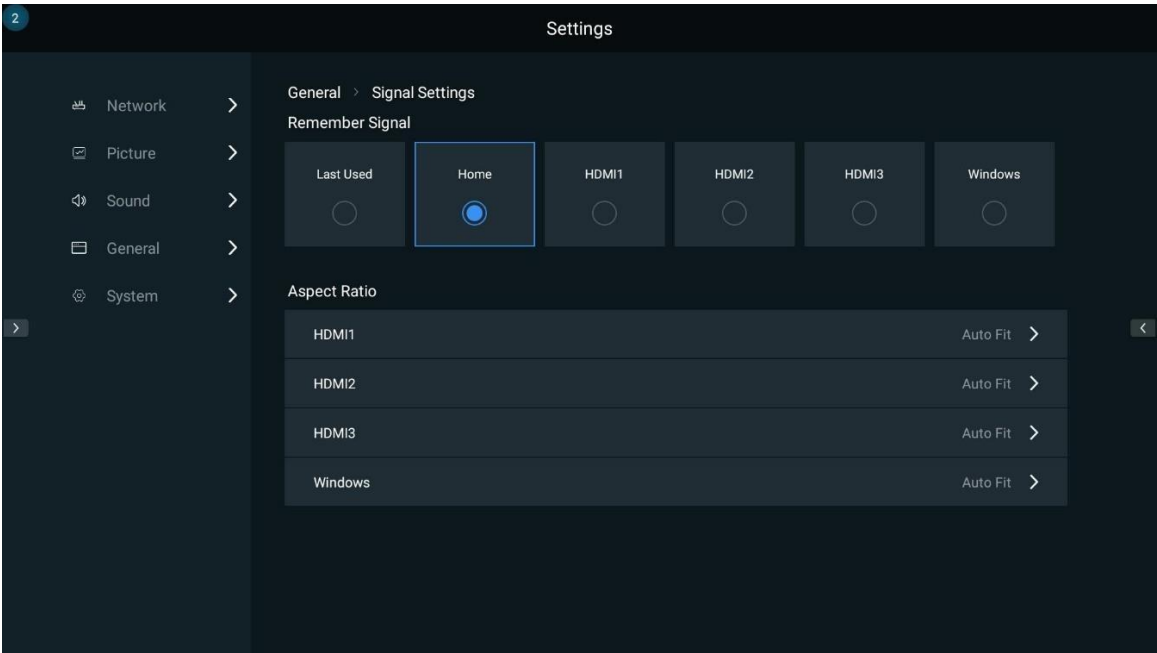 2
Settings
Network
Picture
Sound
General
System
General > Signal Settings
Remember Signal
Last Used Home HDMI1 HDMI2 HDMI3 Windows
Aspect Ratio
HDMI1 Auto Fit
HDMI2 Auto Fit
HDMI3 Auto Fit
Windows Auto Fit